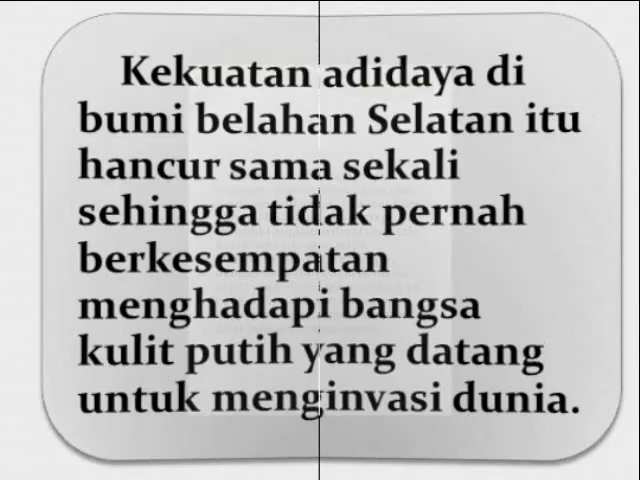 Kekuatan adidaya di
bumi belahan Selatan itu
hancur sama sekali
sehingga tidak pernah
berkesempatan
menghadapi bangsa
kulit putih yang datang
untuk menginvasi dunia.